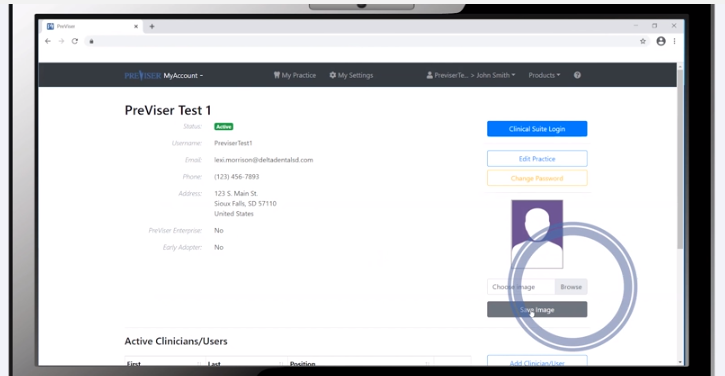 PreViser
PREVISER MyAccount
My Practice
My Settings
PreviserTe... > John Smith
Products
PreViser Test 1
Status: Active
Username: PreviserTest1
Email: lexi.morrison@deltadentalsd.com
Phone: (123) 456-7893
Address: 123 S. Main St.
Sioux Falls, SD 57110
United States
PreViser Enterprise: No
Early Adopter: No
Clinical Suite Login
Edit Practice
Change Password
Choose Image Browse
Save Image
Active Clinicians/Users
First Last Position
Add Clinician/User